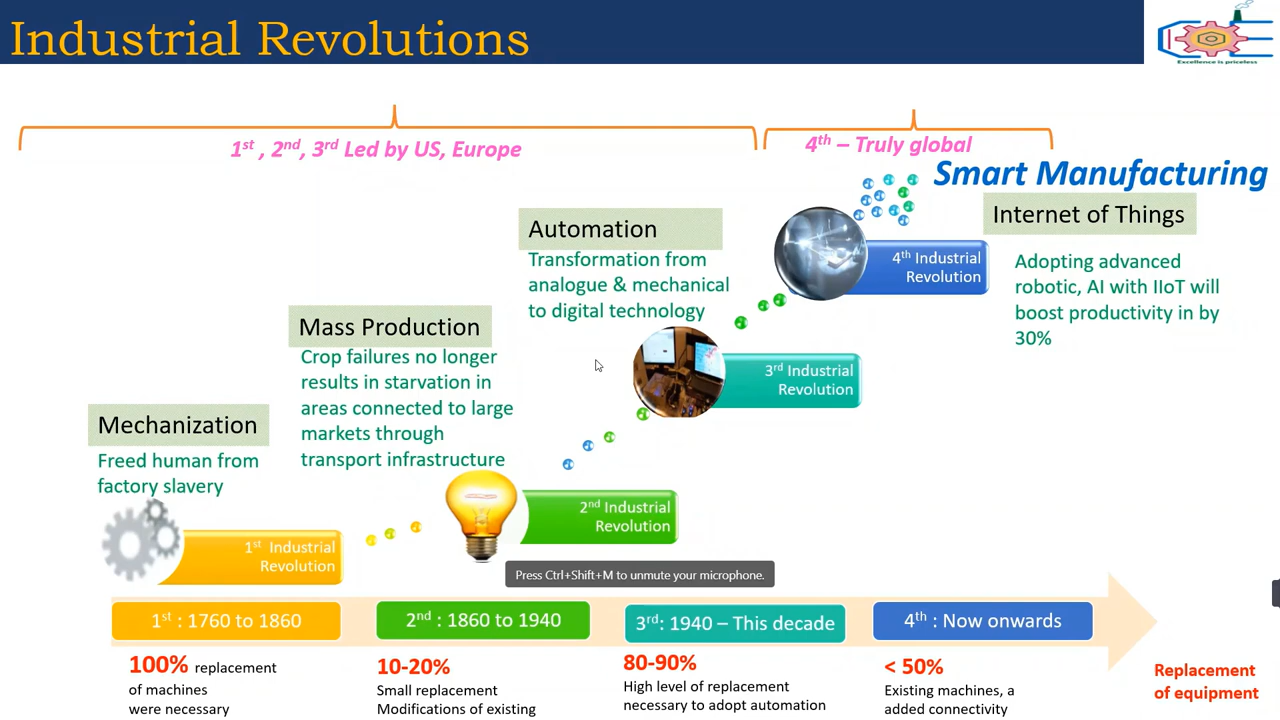 Industrial Revolutions
Excellence is priceless
1st , 2nd, 3rd Led by US, Europe
4th – Truly global
Smart Manufacturing
Internet of Things
Adopting advanced
robotic, AI with IIoT will
boost productivity in by
30%
4th Industrial
Revolution
Automation
Transformation from
analogue & mechanical
to digital technology
3rd Industrial
Revolution
Mass Production
Crop failures no longer
results in starvation in
areas connected to large
markets through
transport infrastructure
2nd Industrial
Revolution
Mechanization
Freed human from
factory slavery
1st Industrial
Revolution
Press Ctrl+Shift+M to unmute your microphone.
1st : 1760 to 1860
2nd : 1860 to 1940
3rd: 1940 – This decade
4th : Now onwards
100% replacement
of machines
were necessary
10-20%
Small replacement
Modifications of existing
80-90%
High level of replacement
necessary to adopt automation
< 50%
Existing machines, a
added connectivity
Replacement
of equipment